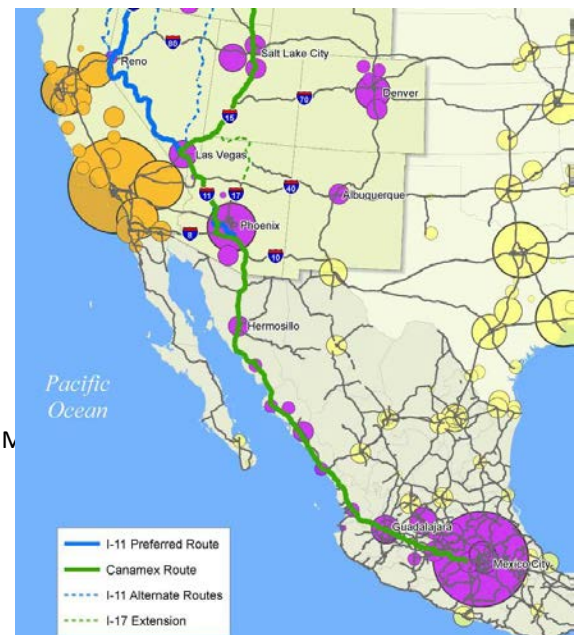 80
Reno
Salt Lake City
70
Denver
15
Las Vegas
40
11
17
Albuquerque
Phoenix
8
10
Hermosillo
Pacific
Ocean
M
Guadalajara
Mexico City
I-11 Preferred Route
Canamex Route
I-11 Alternate Routes
I-17 Extension